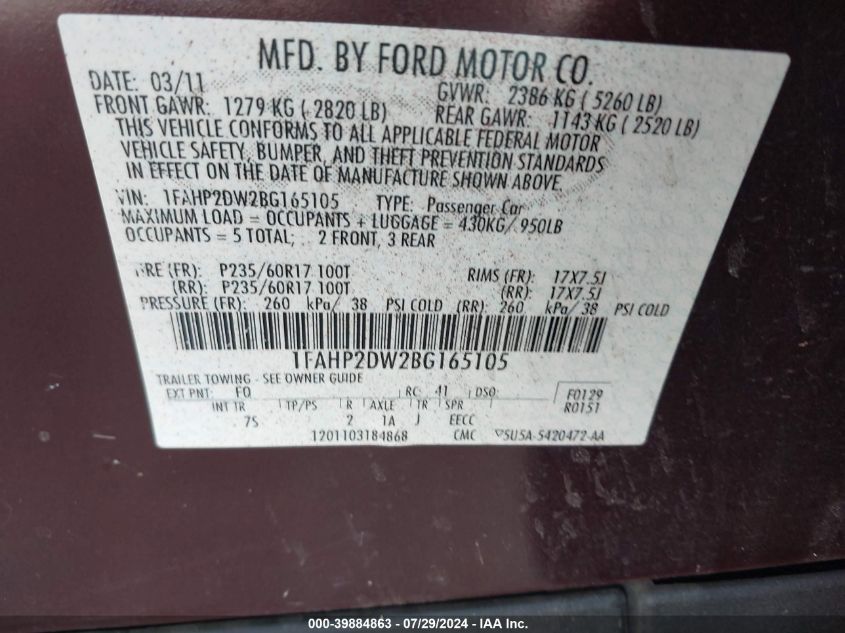 MFD. BY FORD MOTOR CO.
DATE: 03/11 GVWR: 2386 KG ( 5260 LB)
FRONT GAWR: 1279 KG ( 2820 LB) REAR GAWR: 1143 KG ( 2520 LB)
THIS VEHICLE CONFORMS TO ALL APPLICABLE FEDERAL MOTOR
VEHICLE SAFETY, BUMPER, AND THEFT PREVENTION STANDARDS
IN EFFECT ON THE DATE OF MANUFACTURE SHOWN ABOVE.
VIN: 1FAHP2DW2BG165105 TYPE: Passenger Car
MAXIMUM LOAD = OCCUPANTS + LUGGAGE = 430KG/ 950LB
OCCUPANTS = 5 TOTAL; 2 FRONT, 3 REAR
(FR): P235/60R17 100T RIMS (FR): 17X7.5J
(RR): P235/60R17 100T (RR): 17X7.5J
PRESSURE (FR): 260 kPa/ 38 PSI COLD (RR): 260 kPa/ 38 PSI COLD
1FAHP2DW2BG165105
TRAILER TOWING - SEE OWNER GUIDE
EXT PNT: FQ RC: 41 DSO: F0129
INT TR TP/PS R AXLE TR SPR R0151
7S 2 1A J EECC
1201103184868 CMC 5U5A-5420472-AA
000-39884863 - 07/29/2024 - IAA Inc.